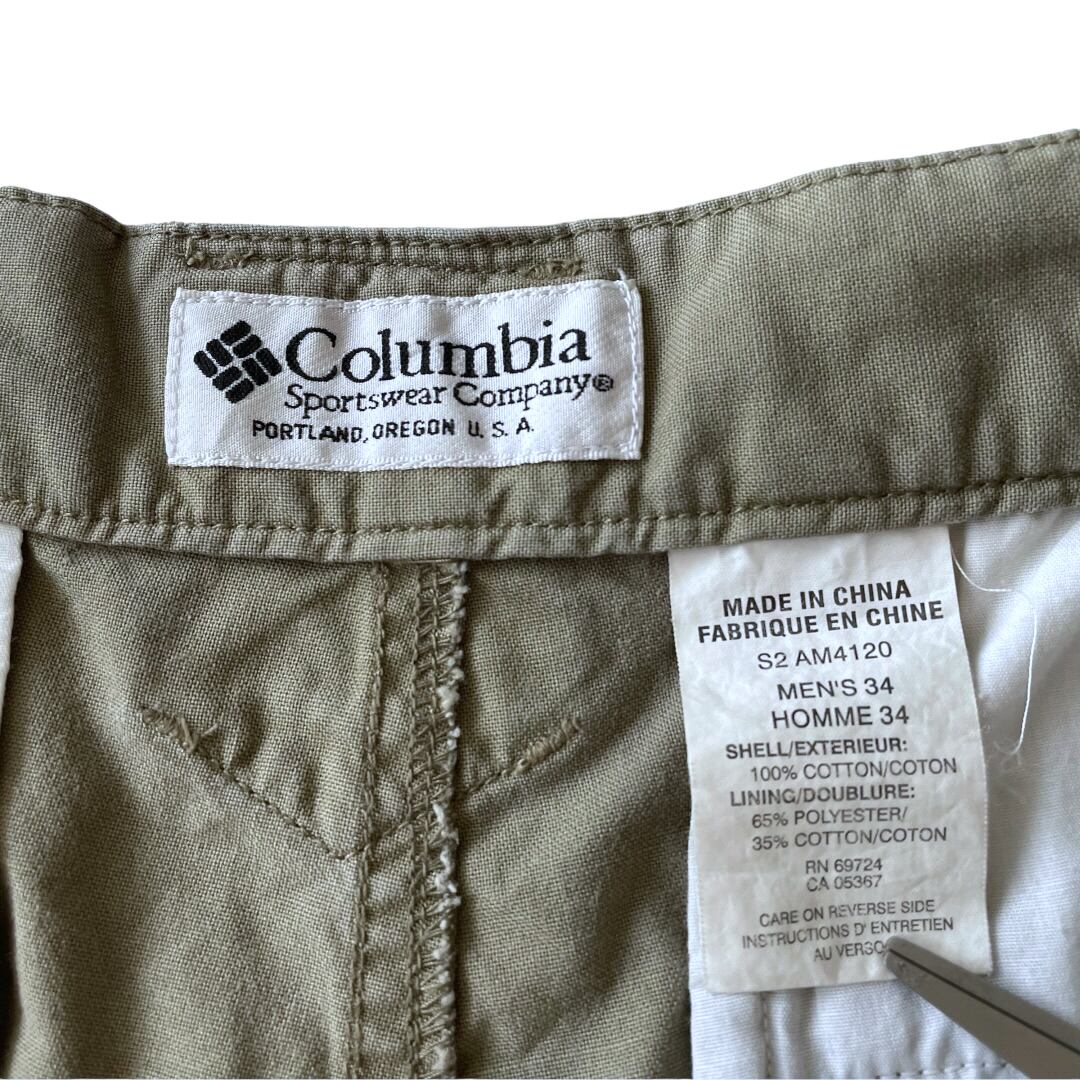 Columbia
Sportswear Company®
PORTLAND, OREGON U. S. A.
MADE IN CHINA
FABRIQUE EN CHINE
S2 AM4120
MEN'S 34
HOMME 34
SHELL/EXTERIEUR:
100% COTTON/COTON
LINING/DOUBLURE:
65% POLYESTER/
35% COTTON/COTON
RN 69724
CA 05367
CARE ON REVERSE SIDE
INSTRUCTIONS D' ENTRETIEN
AU VERSO